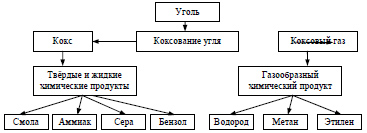 Уголь
Кокс
Коксование угля
Коксовый газ
Твёрдые и жидкие
химические продукты
Газообразный
химический продукт
Смола
Аммиак
Сера
Бензол
Водород
Метан
Этилен